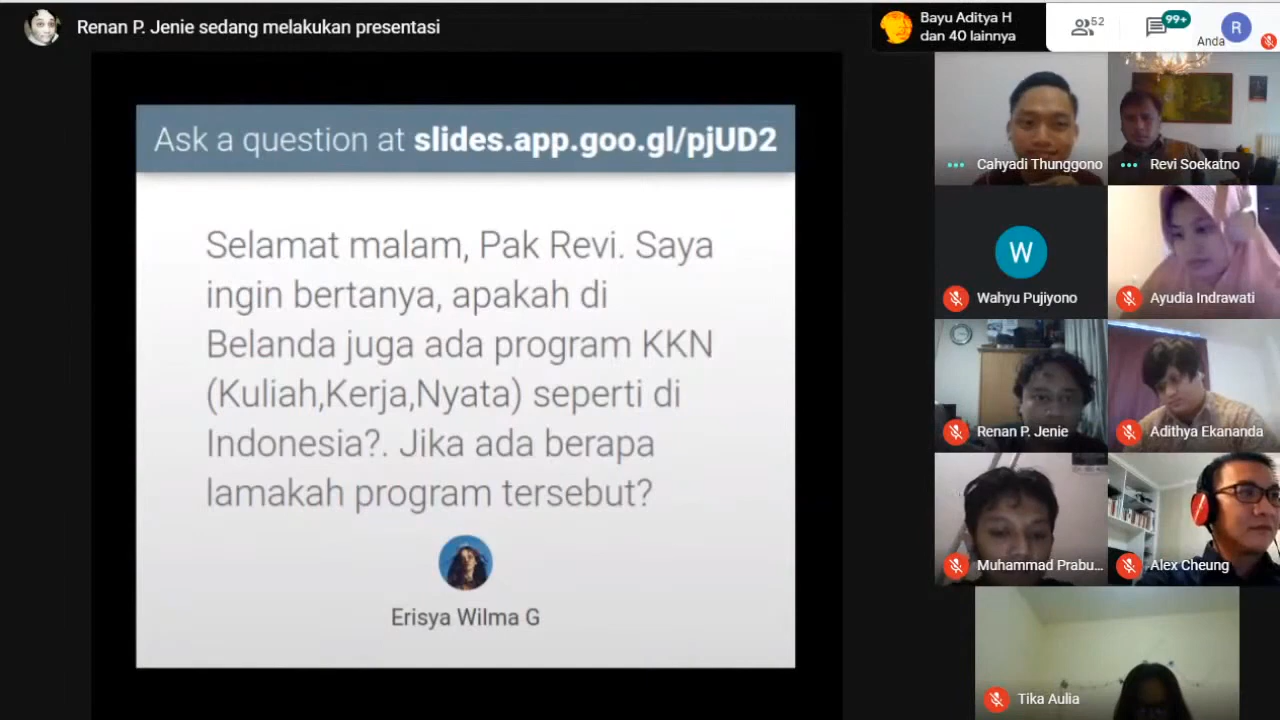 Renan P. Jenie sedang melakukan presentasi
Bayu Aditya H
dan 40 lainnya
52
99+
Anda
R
Ask a question at slides.app.goo.gl/pjUD2
Selamat malam, Pak Revi. Saya
ingin bertanya, apakah di
Belanda juga ada program KKN
(Kuliah,Kerja,Nyata) seperti di
Indonesia?. Jika ada berapa
lamakah program tersebut?
Erisya Wilma G
Cahyadi Thunggono
Revi Soekatno
W
Wahyu Pujiyono
Ayudia Indrawati
Renan P. Jenie
Adithya Ekananda
Muhammad Prabu...
Alex Cheung
Tika Aulia